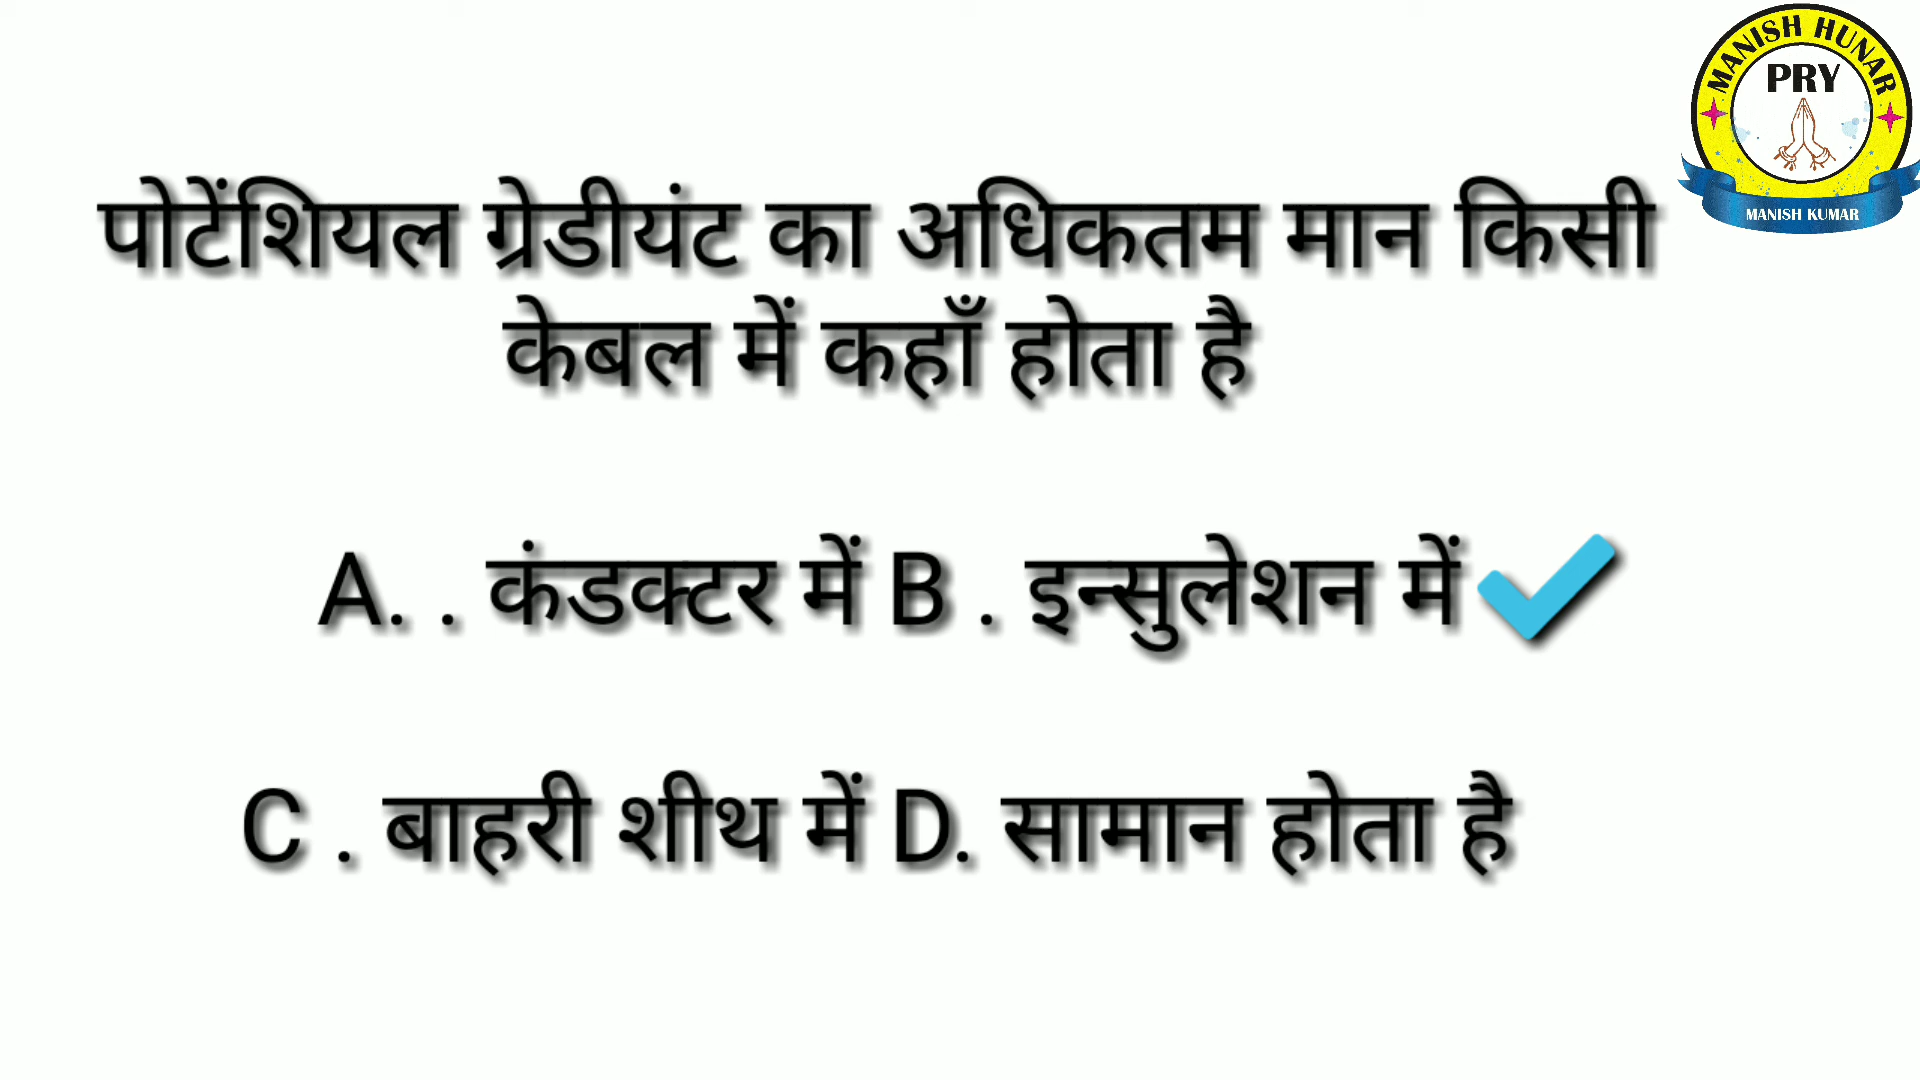 MANISH HUNAR
PRY
MANISH KUMAR
पोटेंशियल ग्रेडीयंट का अधिकतम मान किसी
केबल में कहाँ होता है
A. . कंडक्टर में B . इन्सुलेशन में
C . बाहरी शीथ में D. सामान होता है